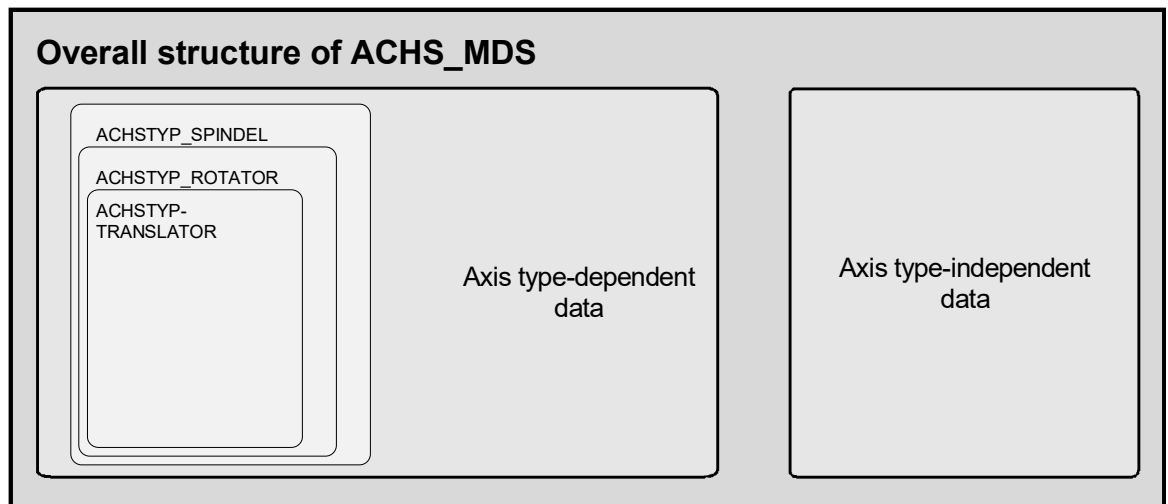 Overall structure of ACHS_MDS
ACHSTYP_SPINDEL
ACHSTYP_ROTATOR
ACHSTYP-
TRANSLATOR
Axis type-dependent
data
Axis type-independent
data